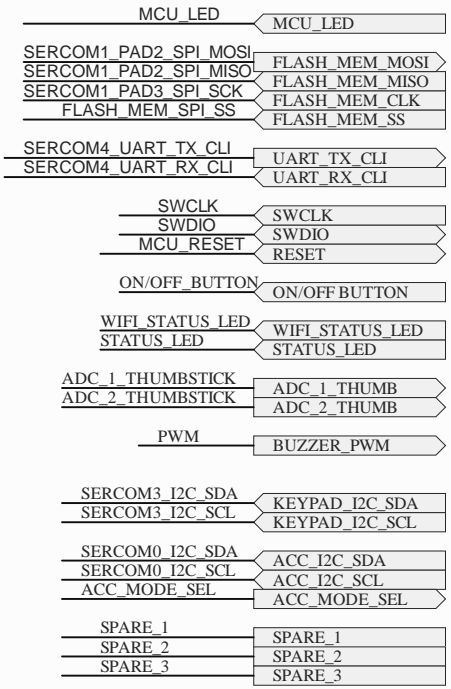 MCU_LED MCU_LED
SERCOM1_PAD2_SPI_MOSI FLASH_MEM_MOSI
SERCOM1_PAD2_SPI_MISO FLASH_MEM_MISO
SERCOM1_PAD3_SPI_SCK FLASH_MEM_CLK
FLASH_MEM_SPI_SS FLASH_MEM_SS
SERCOM4_UART_TX_CLI UART_TX_CLI
SERCOM4_UART_RX_CLI UART_RX_CLI
SWCLK SWCLK
SWDIO SWDIO
MCU_RESET RESET
ON/OFF_BUTTON ON/OFF BUTTON
WIFI_STATUS_LED WIFI_STATUS_LED
STATUS_LED STATUS_LED
ADC_1_THUMBSTICK ADC_1_THUMB
ADC_2_THUMBSTICK ADC_2_THUMB
PWM BUZZER_PWM
SERCOM3_I2C_SDA KEYPAD_I2C_SDA
SERCOM3_I2C_SCL KEYPAD_I2C_SCL
SERCOM0_I2C_SDA ACC_I2C_SDA
SERCOM0_I2C_SCL ACC_I2C_SCL
ACC_MODE_SEL ACC_MODE_SEL
SPARE_1 SPARE_1
SPARE_2 SPARE_2
SPARE_3 SPARE_3